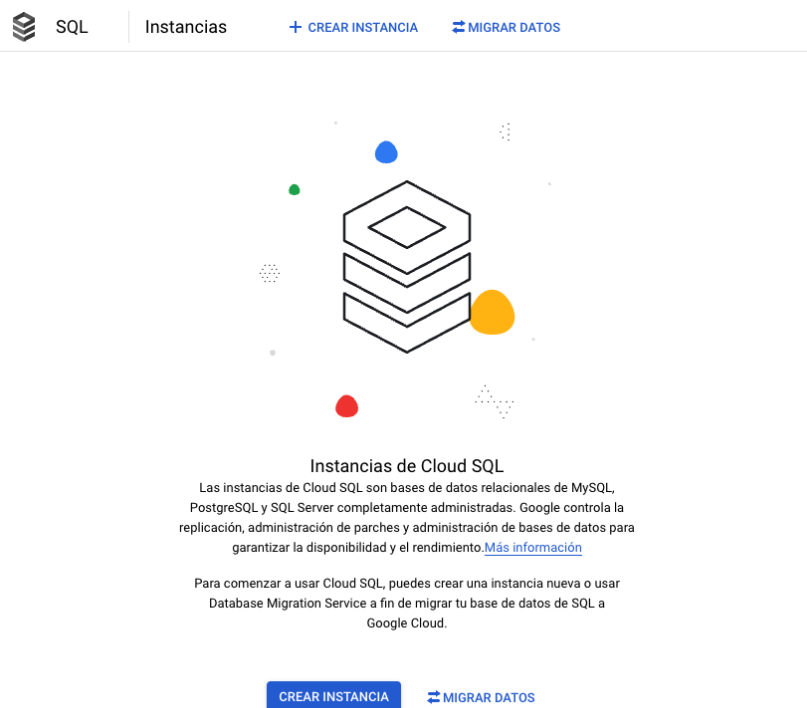 SQL Instancias CREAR INSTANCIA MIGRAR DATOS
Instancias de Cloud SQL
Las instancias de Cloud SQL son bases de datos relacionales de MySQL,
PostgreSQL y SQL Server completamente administradas. Google controla la
replicación, administración de parches y administración de bases de datos para
garantizar la disponibilidad y el rendimiento.Más información
Para comenzar a usar Cloud SQL, puedes crear una instancia nueva o usar
Database Migration Service a fin de migrar tu base de datos de SQL a
Google Cloud.
CREAR INSTANCIA MIGRAR DATOS